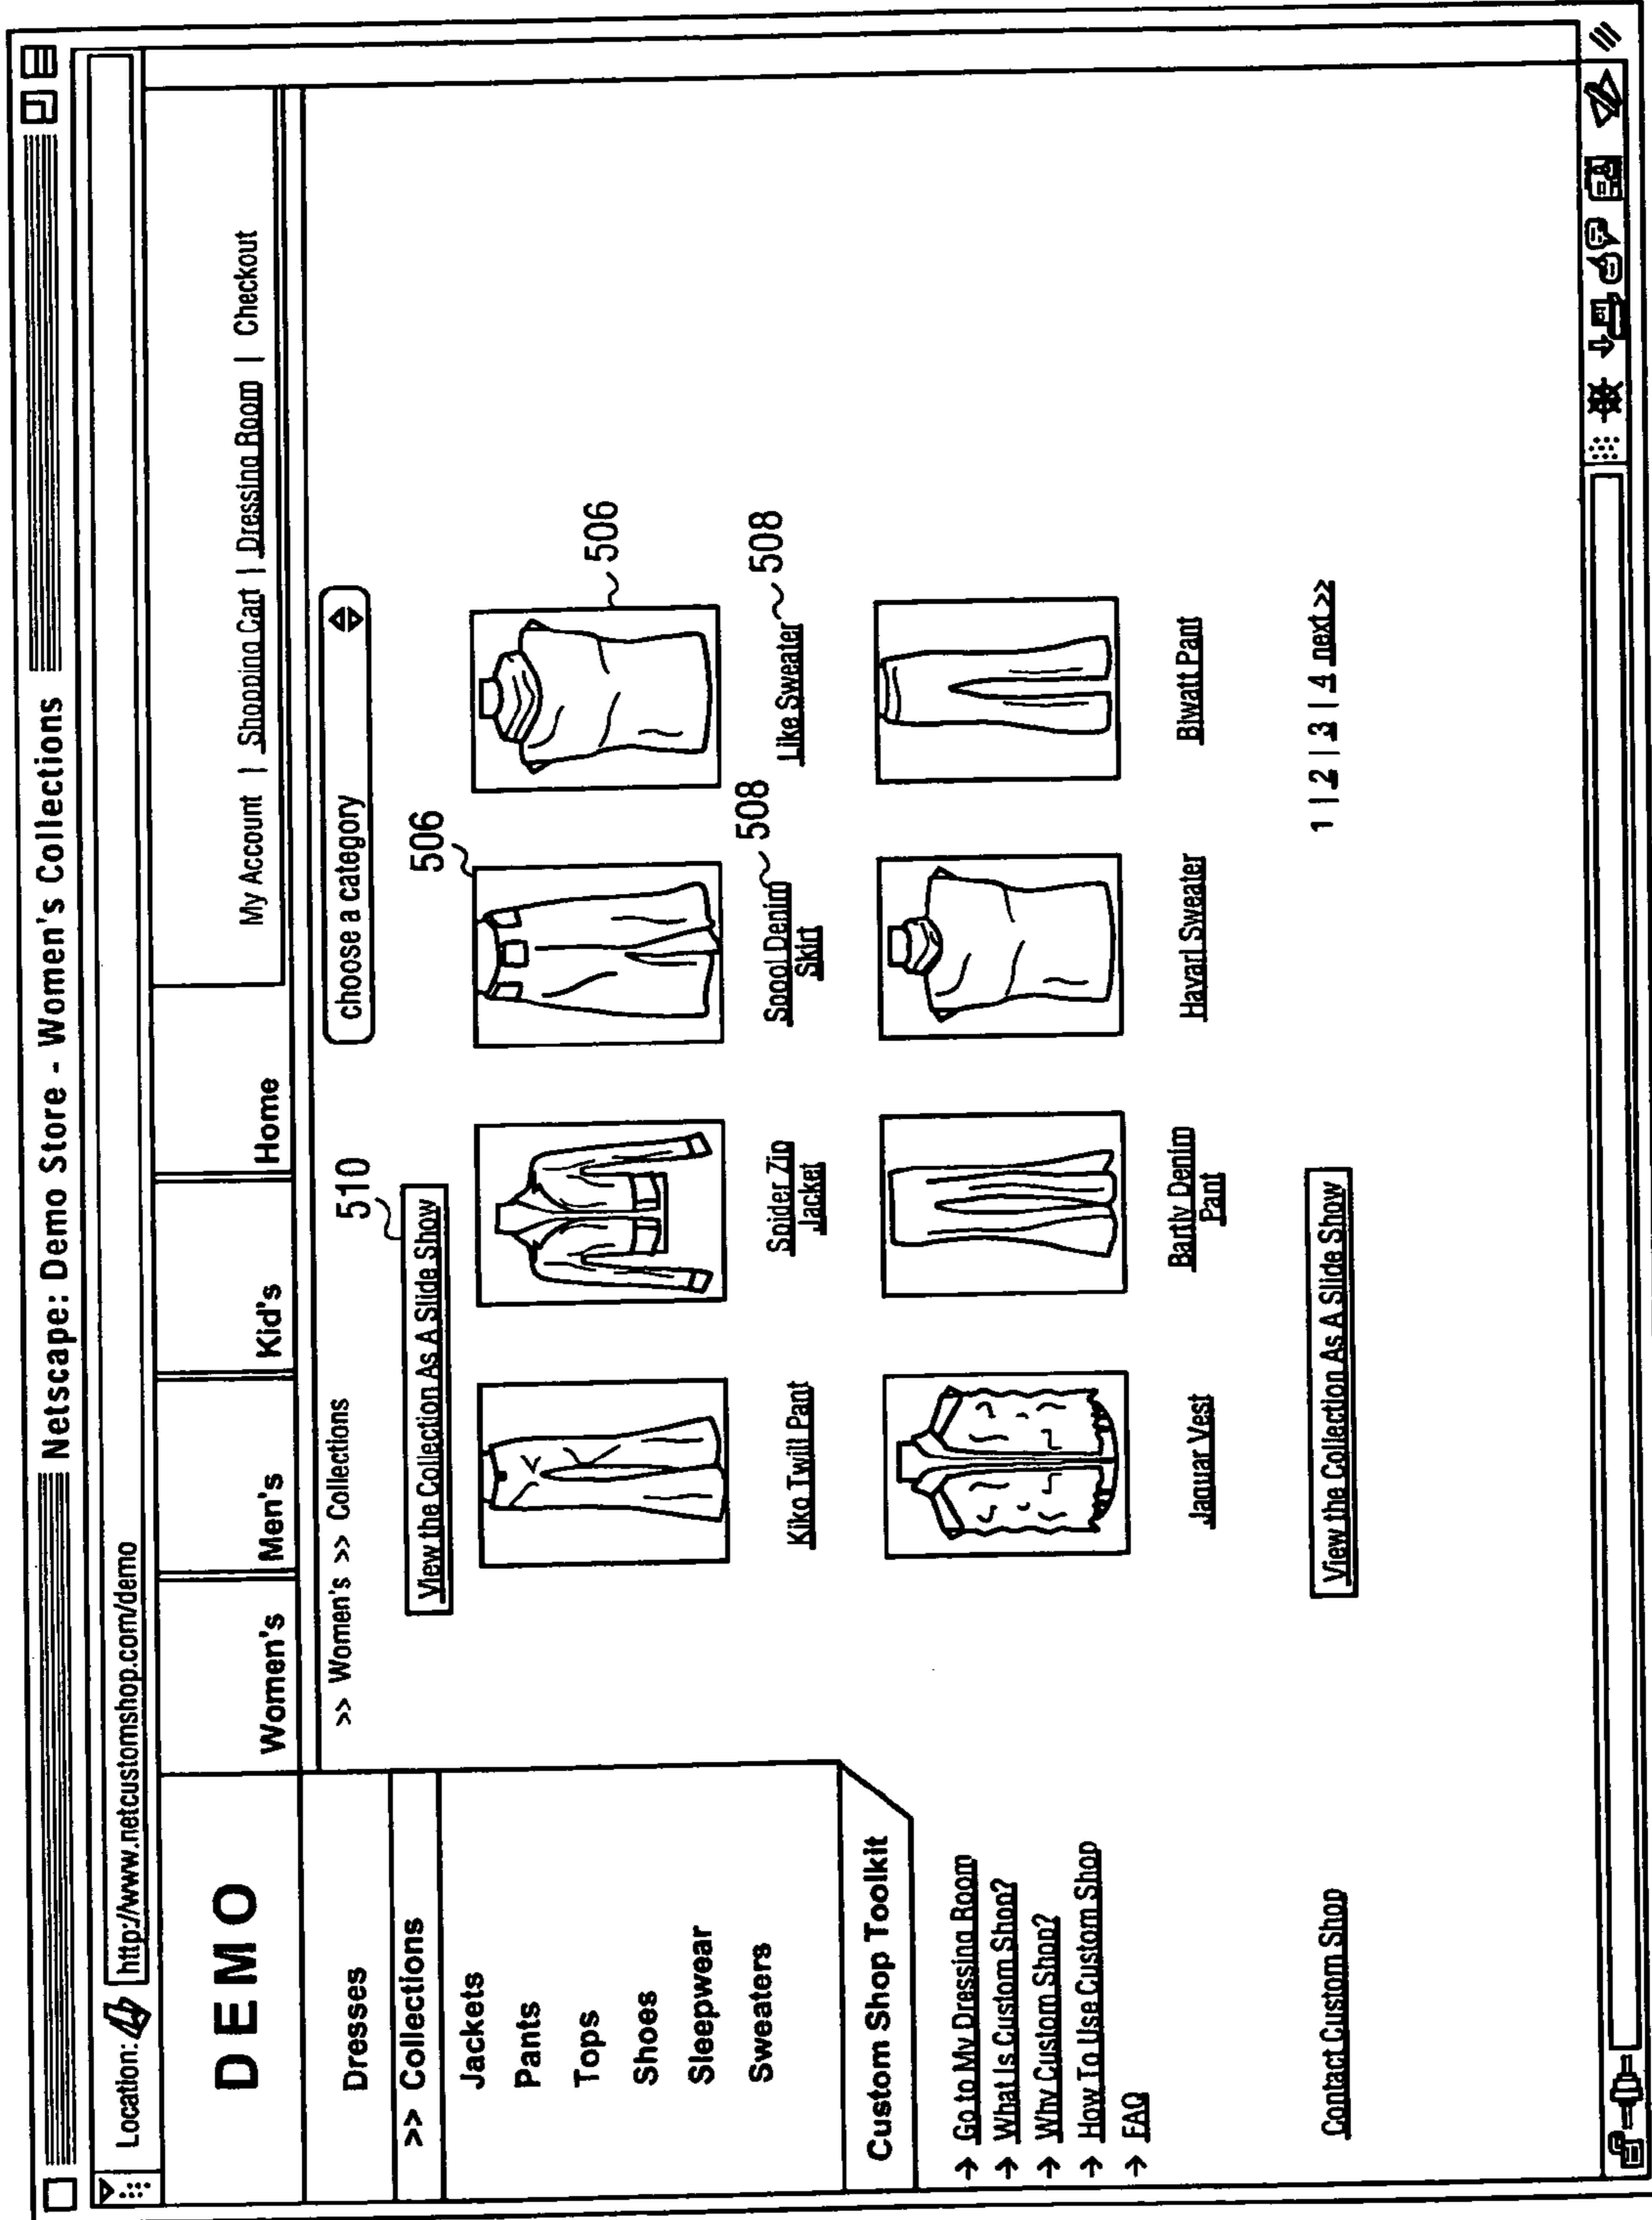 Netscape: Demo Store - Women's Collections
Location: http://www.netcustomshop.com/demo
DEMO
Women's
Men's
Kid's
Home
My Account | Shopping Cart | Dressing Room | Checkout
>> Women's >> Collections
choose a category
Dresses
>> Collections
Jackets
Pants
Tops
Shoes
Sleepwear
Sweaters
510
View the Collection As A Slide Show
506
506
Kiko Twill Pant
Spider Zip
Jacket
Spool Denim
Skirt
508
Like Sweater
508
Jaguar Vest
Bartly Denim
Pant
Havarl Sweater
Blwatt Pant
Custom Shop Toolkit
→ Go to My Dressing Room
→ What Is Custom Shop?
→ Why Custom Shop?
→ How To Use Custom Shop
→ FAQ
View the Collection As A Slide Show
1 | 2 | 3 | 4 next >>
Contact Custom Shop